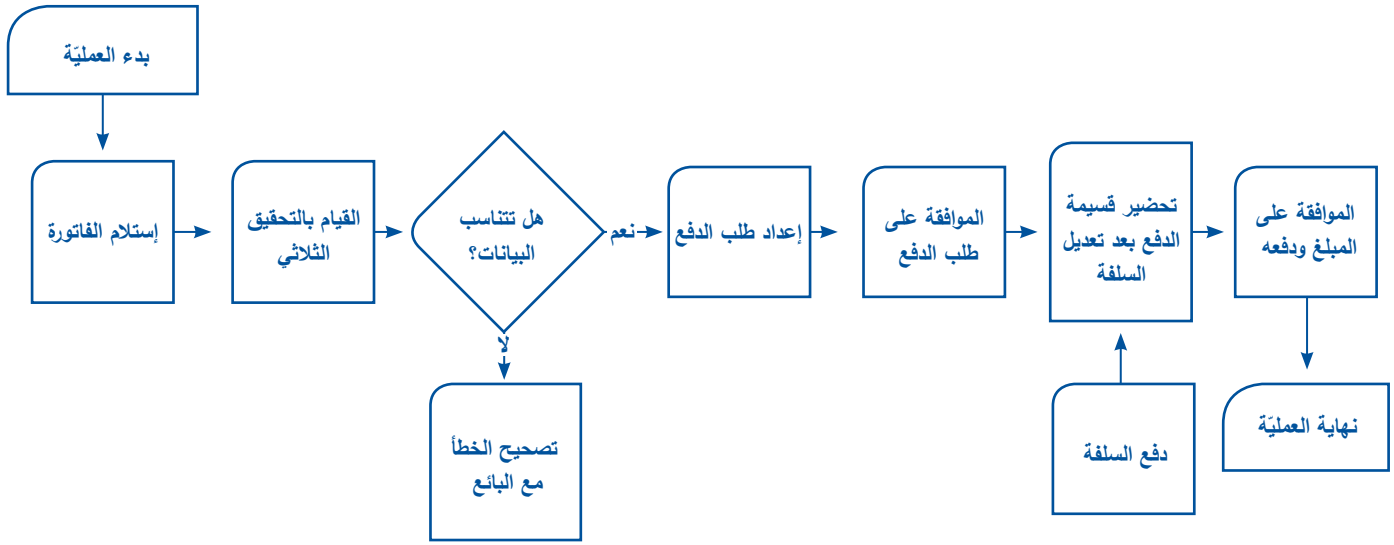 بدء العمليّة
إستلام الفاتورة
القيام بالتحقيق
الثلاثي
هل تتناسب
البيانات؟
نعم
لا
تصحيح الخطأ
مع البائع
إعداد طلب الدفع
الموافقة على
طلب الدفع
تحضير قسيمة
الدفع بعد تعديل
السلفة
دفع السلفة
الموافقة على
المبلغ ودفعه
نهاية العمليّة